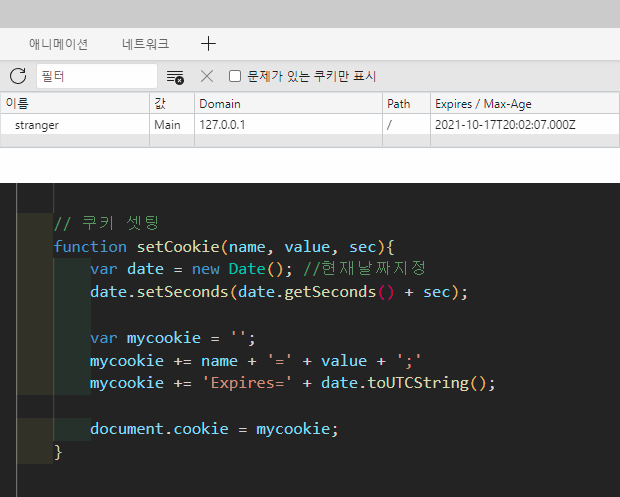 애니메이션 네트워크
필터 문제가 있는 쿠키만 표시
이름 값 Domain Path Expires / Max-Age
stranger Main 127.0.0.1 / 2021-10-17T20:02:07.000Z
// 쿠키 셋팅
function setCookie(name, value, sec){
var date = new Date(); //현재날짜지정
date.setSeconds(date.getSeconds() + sec);
var mycookie = '';
mycookie += name + '=' + value + ';'
mycookie += 'Expires=' + date.toUTCString();
document.cookie = mycookie;
}